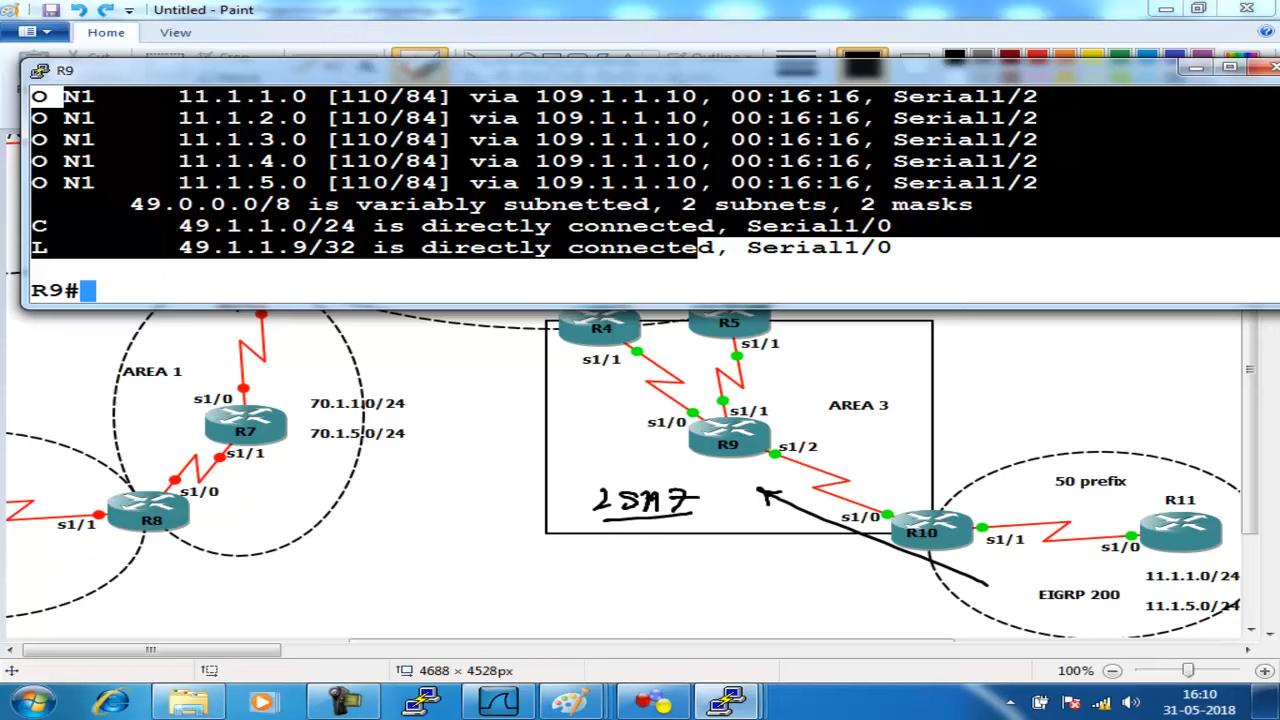 Untitled - Paint
Home View
R9
O N1 11.1.1.0 [110/84] via 109.1.1.10, 00:16:16, Serial1/2
O N1 11.1.2.0 [110/84] via 109.1.1.10, 00:16:16, Serial1/2
O N1 11.1.3.0 [110/84] via 109.1.1.10, 00:16:16, Serial1/2
O N1 11.1.4.0 [110/84] via 109.1.1.10, 00:16:16, Serial1/2
O N1 11.1.5.0 [110/84] via 109.1.1.10, 00:16:16, Serial1/2
49.0.0.0/8 is variably subnetted, 2 subnets, 2 masks
C 49.1.1.0/24 is directly connected, Serial1/0
L 49.1.1.9/32 is directly connected, Serial1/0
R9#
R4 R5
s1/1 s1/1
AREA 1
s1/0 70.1.1.0/24 AREA 3
s1/0 s1/1
R7 70.1.5.0/24 R9 s1/2
s1/1
s1/0 LSA7 50 prefix
R11
R8 s1/1 s1/0 R10 s1/1 s1/0
11.1.1.0/24
EIGRP 200 11.1.5.0/24
4688 × 4528px 100%
16:10
31-05-2018